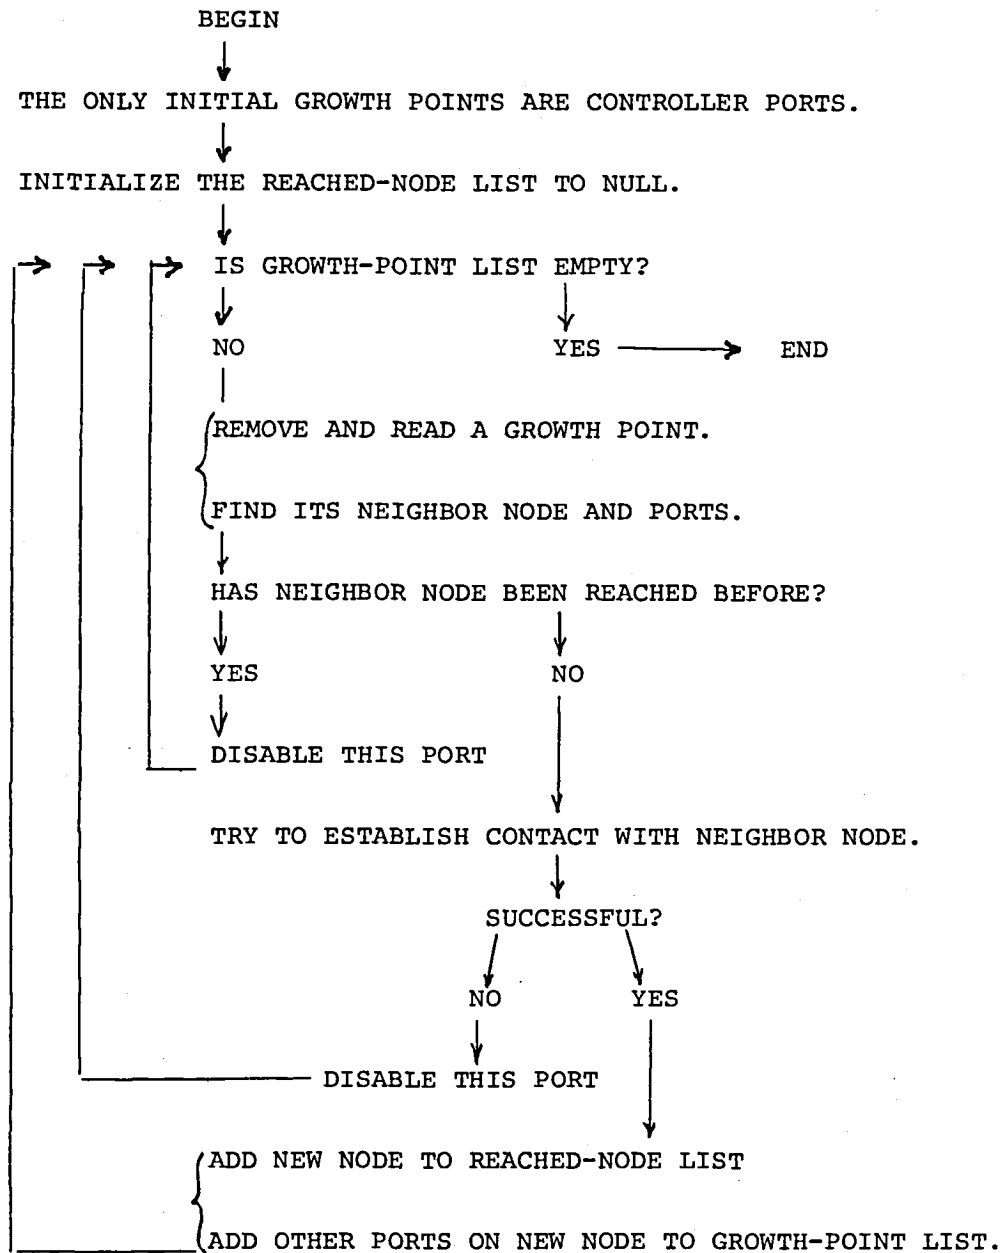 BEGIN
THE ONLY INITIAL GROWTH POINTS ARE CONTROLLER PORTS.
INITIALIZE THE REACHED-NODE LIST TO NULL.
IS GROWTH-POINT LIST EMPTY?
NO YES END
REMOVE AND READ A GROWTH POINT.
FIND ITS NEIGHBOR NODE AND PORTS.
HAS NEIGHBOR NODE BEEN REACHED BEFORE?
YES NO
DISABLE THIS PORT
TRY TO ESTABLISH CONTACT WITH NEIGHBOR NODE.
SUCCESSFUL?
NO YES
DISABLE THIS PORT
ADD NEW NODE TO REACHED-NODE LIST
ADD OTHER PORTS ON NEW NODE TO GROWTH-POINT LIST.